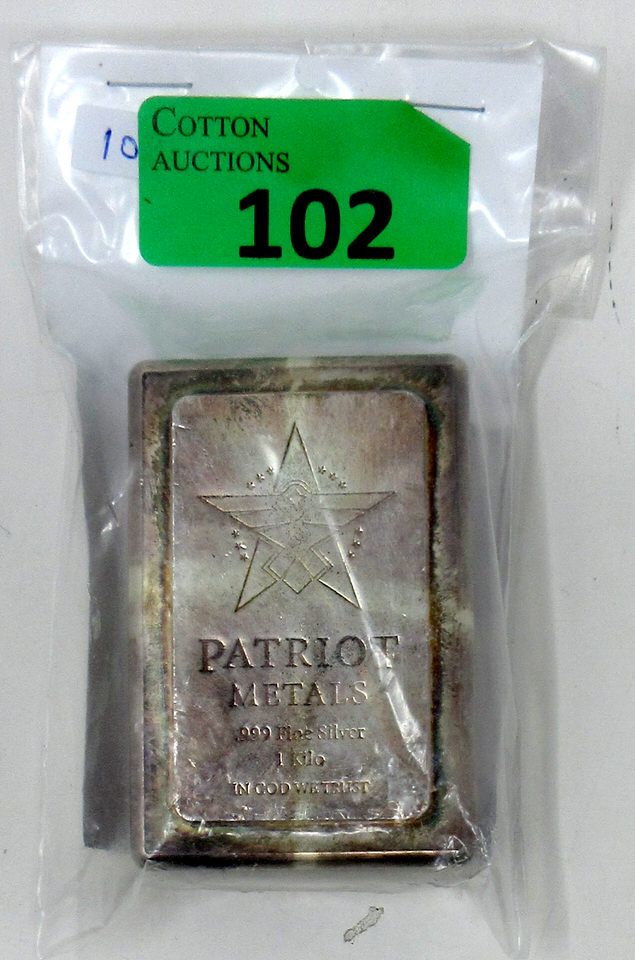 10
COTTON
AUCTIONS
102
PATRIOT
METALS
.999 Fine Silver
1 Kilo
IN GOD WE TRUST